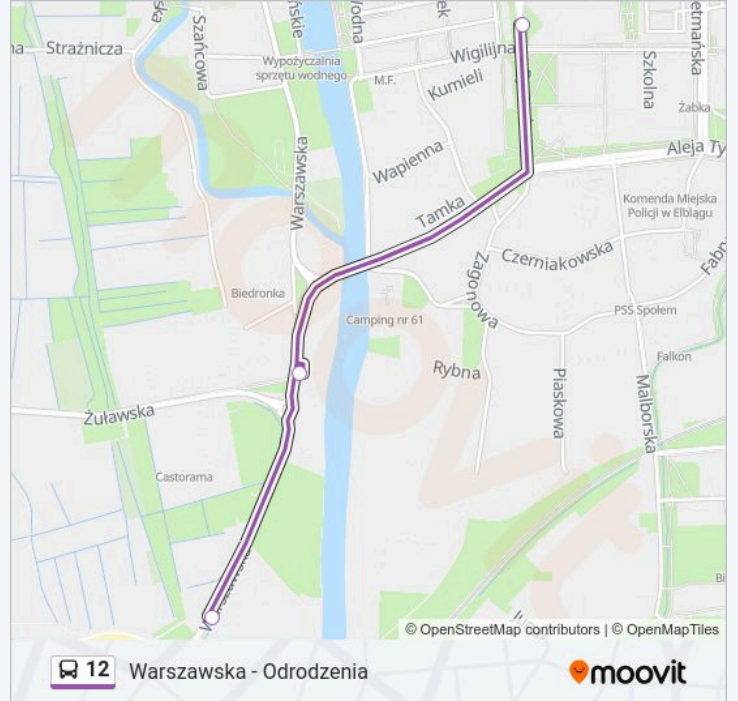 Strażnicza
Szańcowa
Wypożyczalnia
sprzętu wodnego
M.F.
Wigilijna
Kumieli
Szkolna
Żabka
Warszawska
Wapienna
Tamka
Aleja Ty
Komenda Miejska
Policji w Elblągu
Czerniakowska
Zagonowa
Fabr
Biedronka
Camping nr 61
PSS Społem
Falkon
Rybna
Piaskowa
Malborska
Żuławska
Castorama
© OpenStreetMap contributors | © OpenMapTiles
12 Warszawska - Odrodzenia
moovit